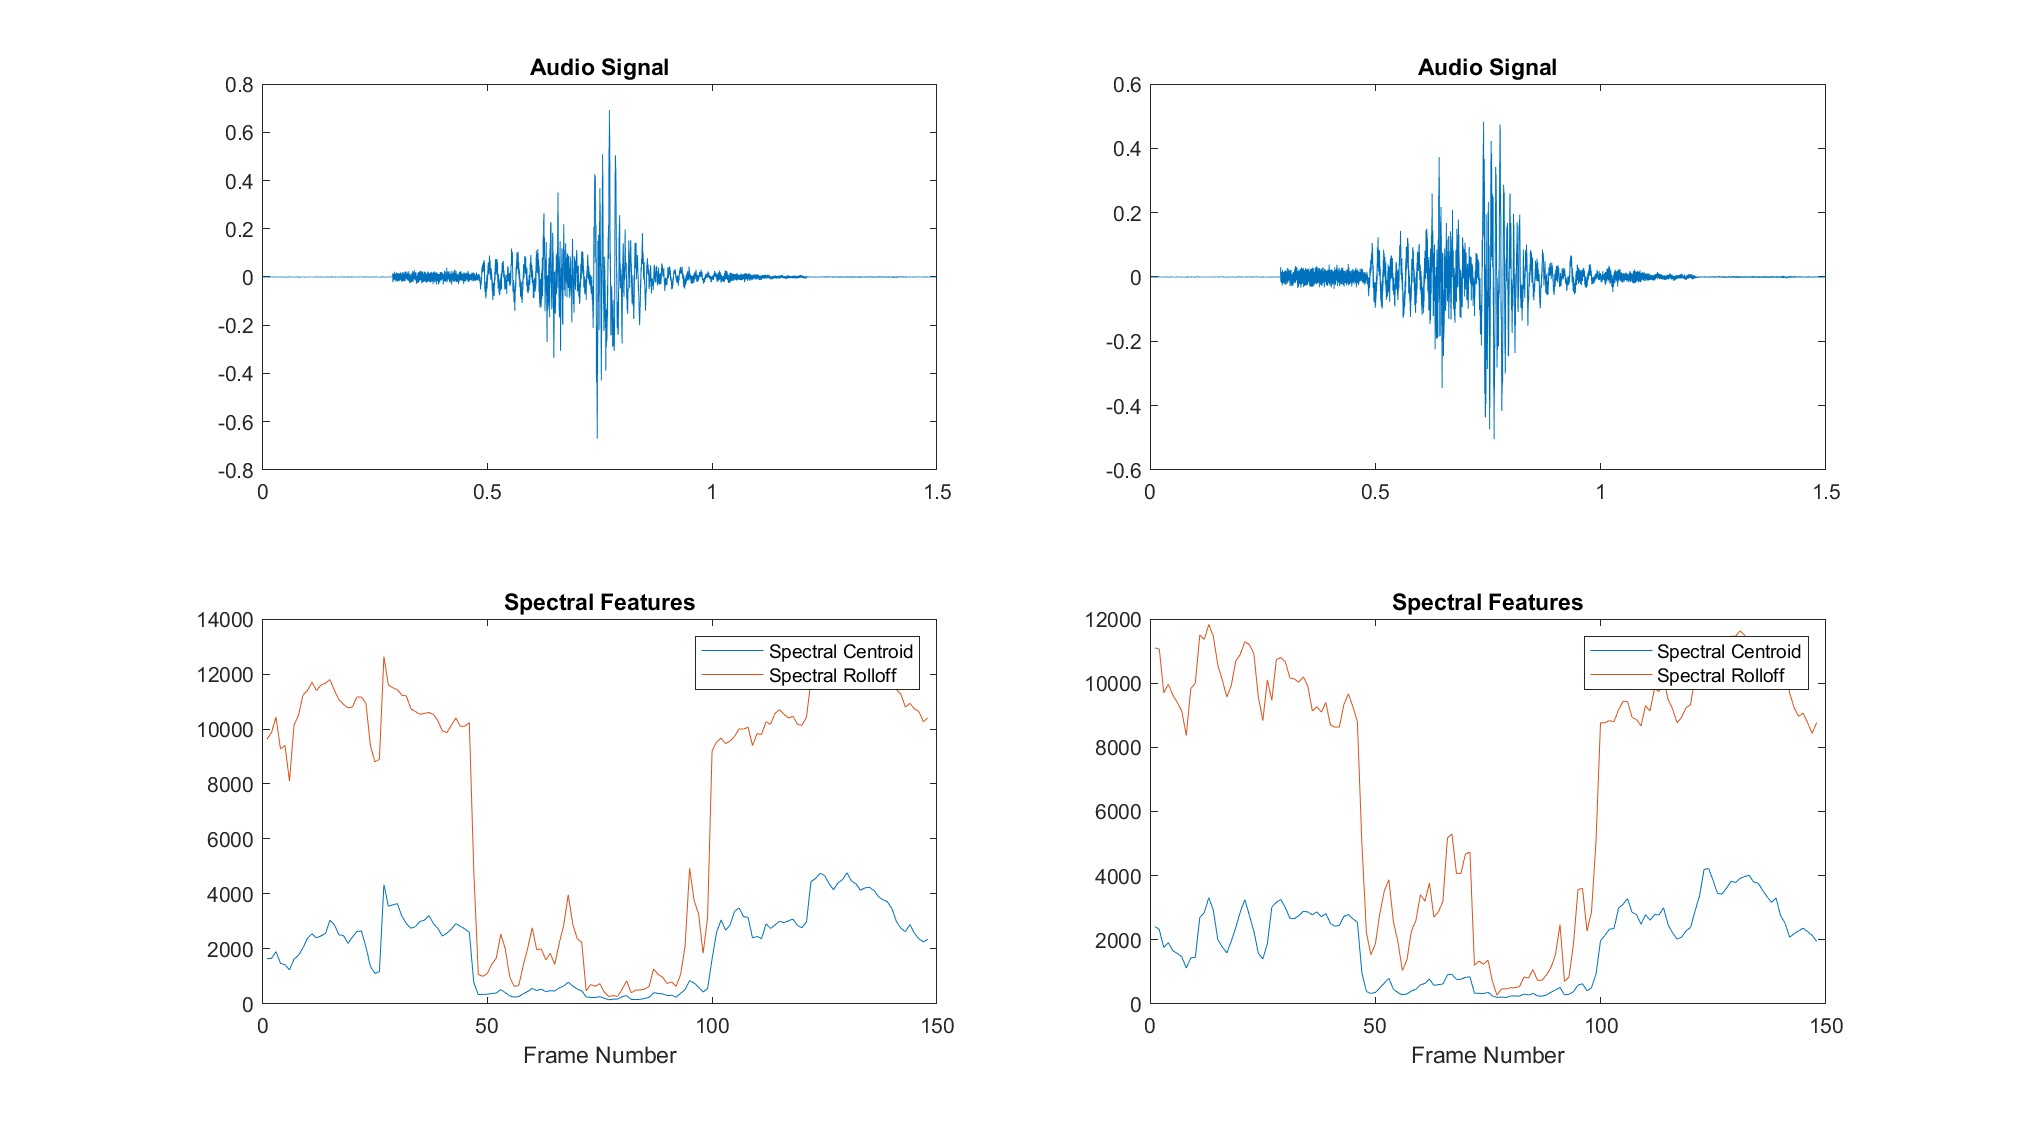 Audio Signal
0.8
0.6
0.4
0.2
0
-0.2
-0.4
-0.6
-0.8
0 0.5 1 1.5
Audio Signal
0.6
0.4
0.2
0
-0.2
-0.4
-0.6
0 0.5 1 1.5
Spectral Features
14000
12000
10000
8000
6000
4000
2000
0
Spectral Centroid
Spectral Rolloff
0 50 100 150
Frame Number
Spectral Features
12000
10000
8000
6000
4000
2000
0
Spectral Centroid
Spectral Rolloff
0 50 100 150
Frame Number